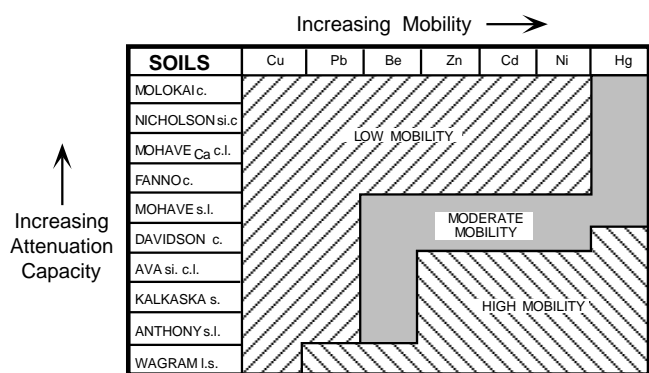 Increasing Mobility
SOILS Cu Pb Be Zn Cd Ni Hg
MOLOKAI c.
NICHOLSON si.c
MOHAVE Ca c.l.
FANNO c.
MOHAVE s.l.
DAVIDSON c.
AVA si. c.l.
KALKASKA s.
ANTHONY s.l.
WAGRAM l.s.
Increasing
Attenuation
Capacity
LOW MOBILITY
MODERATE
MOBILITY
HIGH MOBILITY